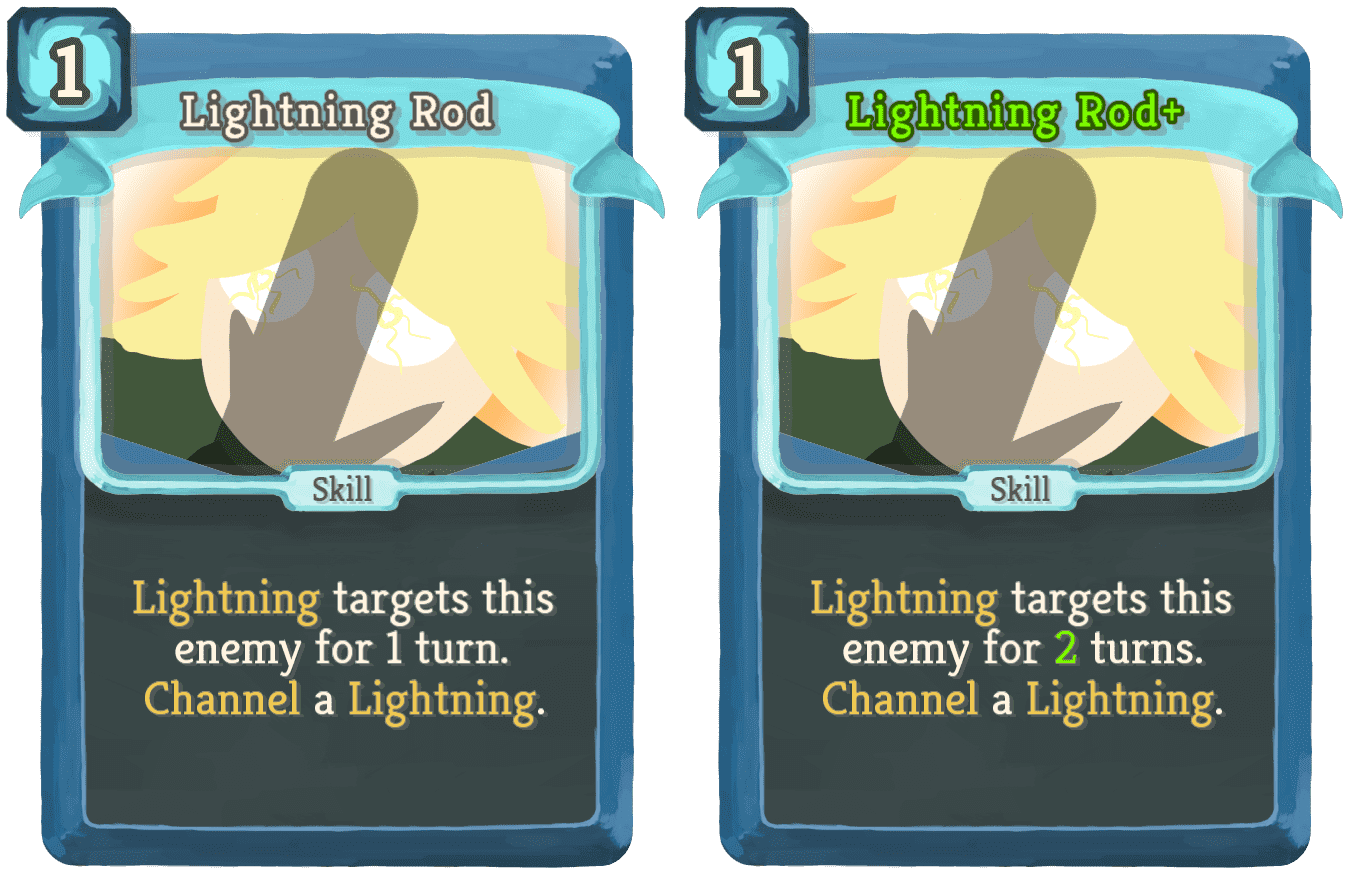 1
Lightning Rod
Skill
Lightning targets this
enemy for 1 turn.
Channel a Lightning.
1
Lightning Rod+
Skill
Lightning targets this
enemy for 2 turns.
Channel a Lightning.